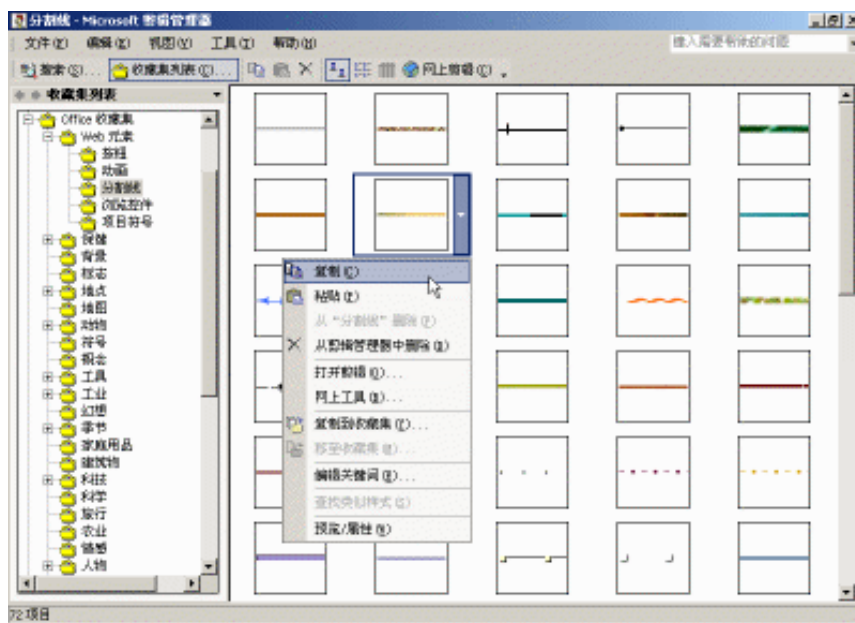 分割线 - Microsoft 剪辑管理器
文件(F) 编辑(E) 视图(V) 工具(T) 帮助(H)
键入需要帮助的问题
搜索(S)... 收藏集列表(C)... 网上剪辑(C)
收藏集列表
Office 收藏集
Web 元素
按钮
动画
分割线
浏览控件
项目符号
保健
背景
标志
地点
地图
动物
符号
概念
工具
工业
幻想
季节
家庭用品
建筑物
科技
科学
旅行
农业
情感
人物
复制(C)
粘贴(P)
从“分割线”删除(F)
从剪辑管理器中删除(D)
打开剪辑(O)...
网上工具(B)...
复制到收藏集(C)...
移至收藏集(M)...
编辑关键词(E)...
查找类似样式(S)
预览/属性(W)
72 项目